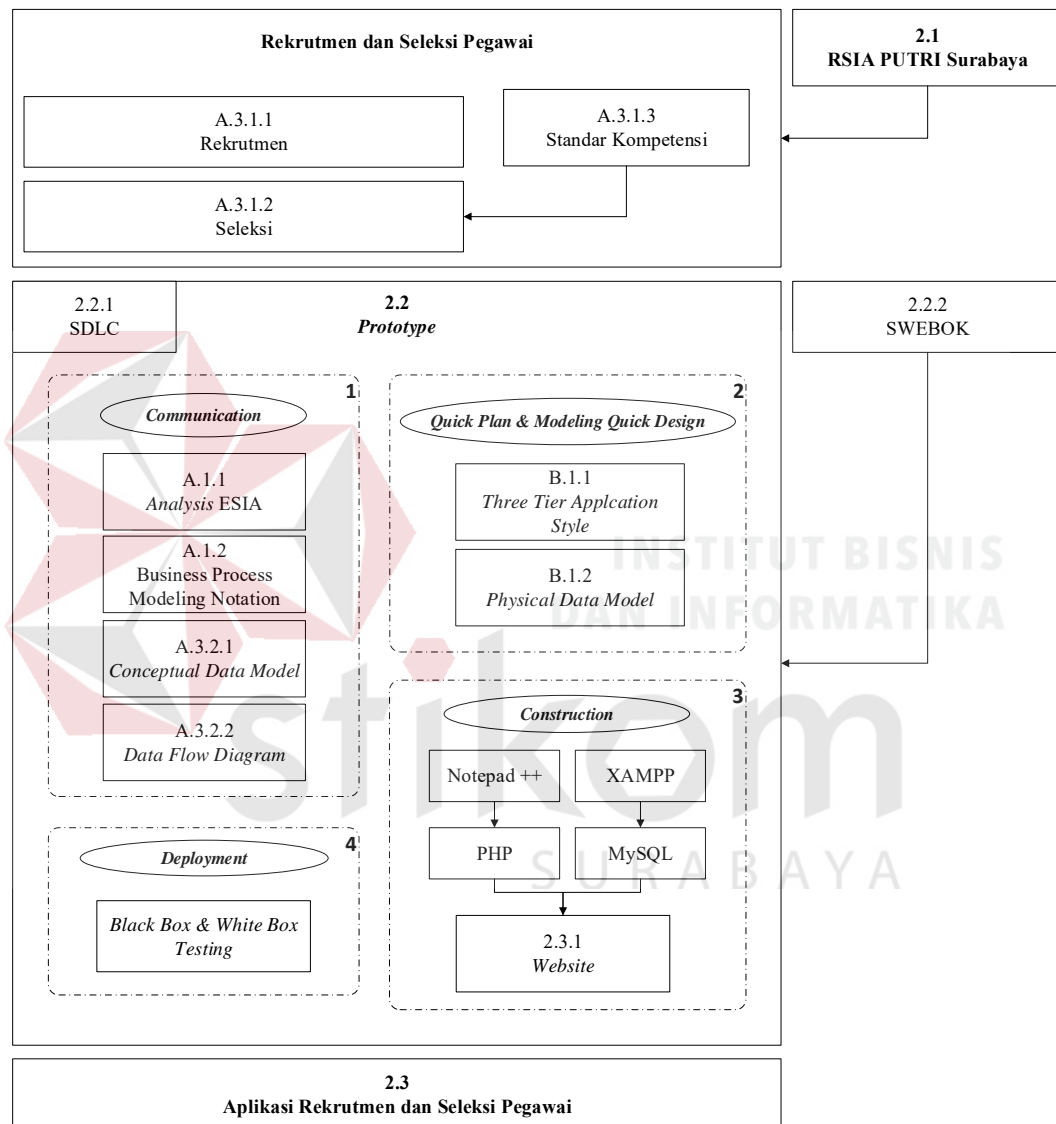 Rekrutmen dan Seleksi Pegawai
2.1
RSIA PUTRI Surabaya
A.3.1.1
Rekrutmen
A.3.1.3
Standar Kompetensi
A.3.1.2
Seleksi
2.2.1
SDLC
2.2
Prototype
2.2.2
SWEBOK
1
Communication
A.1.1
Analysis ESIA
A.1.2
Business Process
Modeling Notation
A.3.2.1
Conceptual Data Model
A.3.2.2
Data Flow Diagram
2
Quick Plan & Modeling Quick Design
B.1.1
Three Tier Applcation
Style
B.1.2
Physical Data Model
3
Construction
Notepad ++
XAMPP
PHP
MySQL
2.3.1
Website
4
Deployment
Black Box & White Box
Testing
2.3
Aplikasi Rekrutmen dan Seleksi Pegawai
INSTITUT BISNIS
DAN INFORMATIKA
stikom
SURABAYA